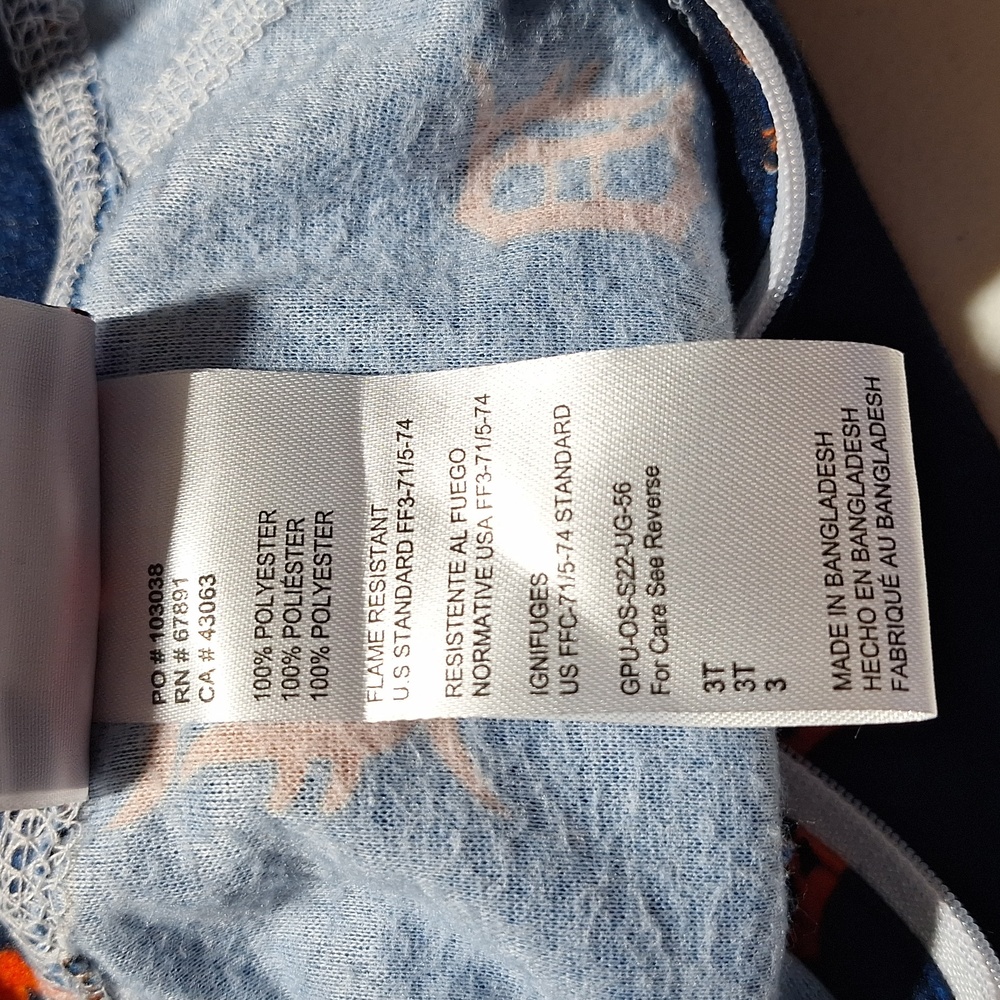 PO # 103038
RN # 67891
CA # 43063
100% POLYESTER
100% POLIÉSTER
100% POLYESTER
FLAME RESISTANT
U.S STANDARD FF3-71/5-74
RESISTENTE AL FUEGO
NORMATIVE USA FF3-71/5-74
IGNIFUGES
US FFC-71/5-74 STANDARD
GPU-OS-S22-UG-56
For Care See Reverse
3T
3T
3
MADE IN BANGLADESH
HECHO EN BANGLADESH
FABRIQUÉ AU BANGLADESH